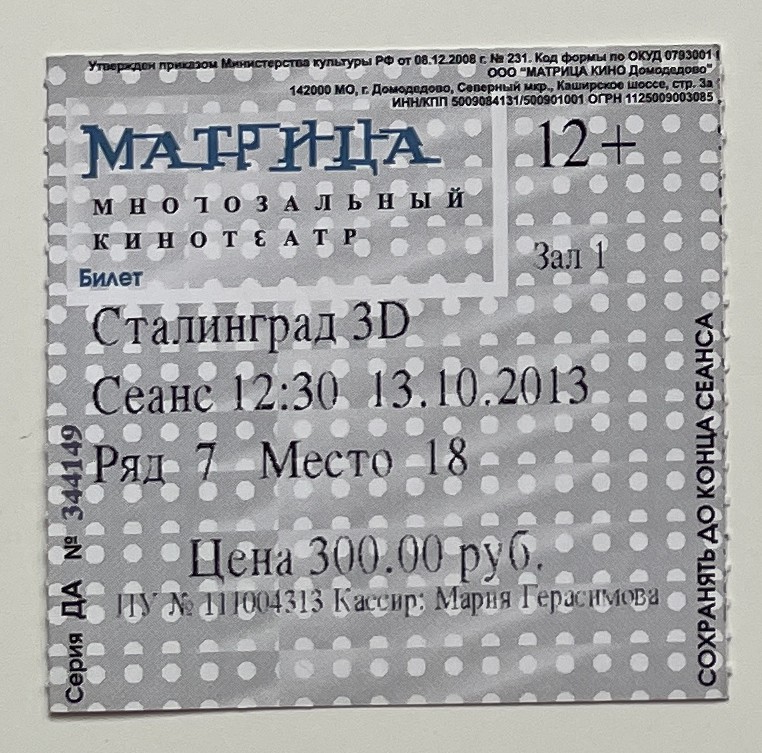 Утвержден приказом Министерства культуры РФ от 08.12.2008 г. № 231. Код формы по ОКУД 0793001
ООО "МАТРИЦА КИНО Домодедово"
142000 МО, г. Домодедово, Северный мкр., Каширское шоссе, стр. 3а
ИНН/КПП 5009084131/500901001 ОГРН 1125009003085
МАТРИЦА
МНОГОЗАЛЬНЫЙ
КИНОТЕАТР
Билет
12+
Зал 1
Сталинград 3D
Сеанс 12:30 13.10.2013
Ряд 7 Место 18
Цена 300.00 руб.
ПУ № 111004313 Кассир: Мария Герасимова
Серия ДА № 344149
СОХРАНЯТЬ ДО КОНЦА СЕАНСА